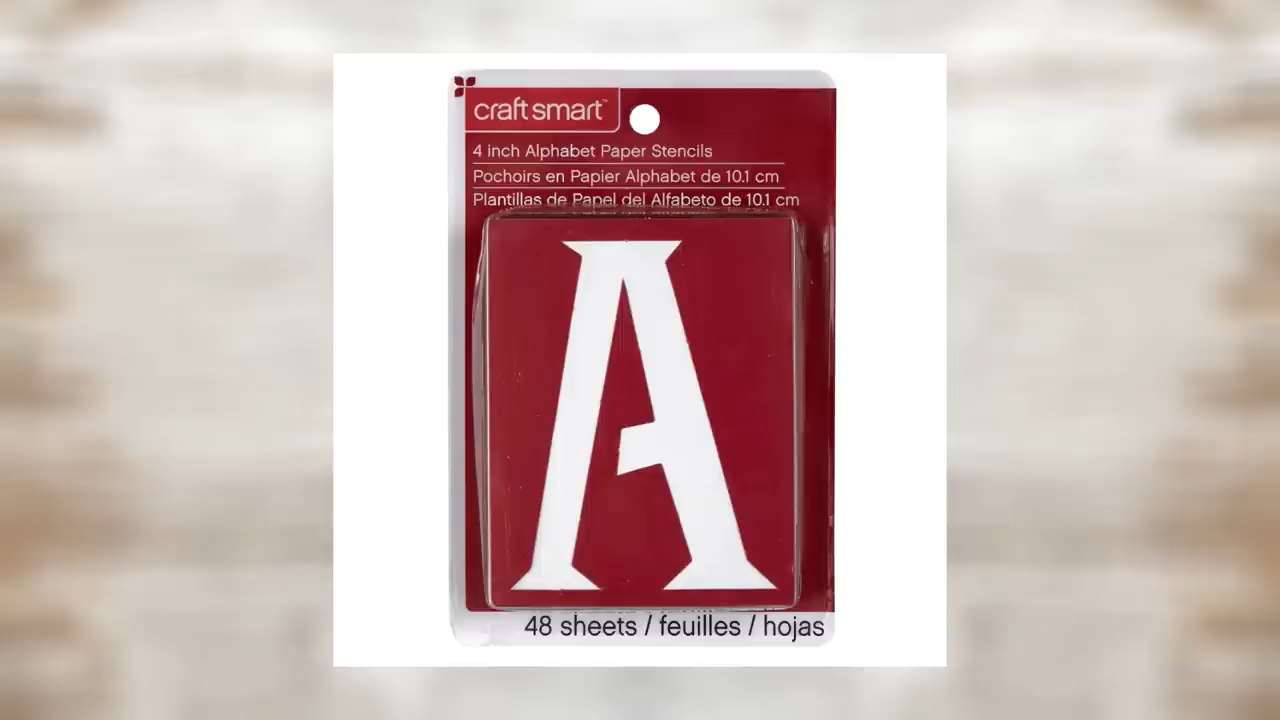 craft smart™
4 inch Alphabet Paper Stencils
Pochoirs en Papier Alphabet de 10.1 cm
Plantillas de Papel del Alfabeto de 10.1 cm
A
48 sheets / feuilles / hojas